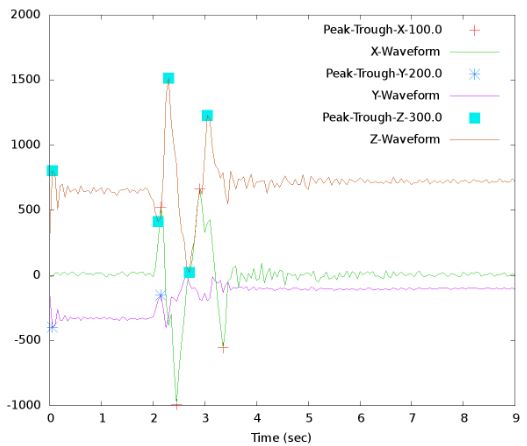 2000
1500
1000
500
0
-500
-1000
Peak-Trough-X-100.0
X-Waveform
Peak-Trough-Y-200.0
Y-Waveform
Peak-Trough-Z-300.0
Z-Waveform
0 1 2 3 4 5 6 7 8 9
Time (sec)